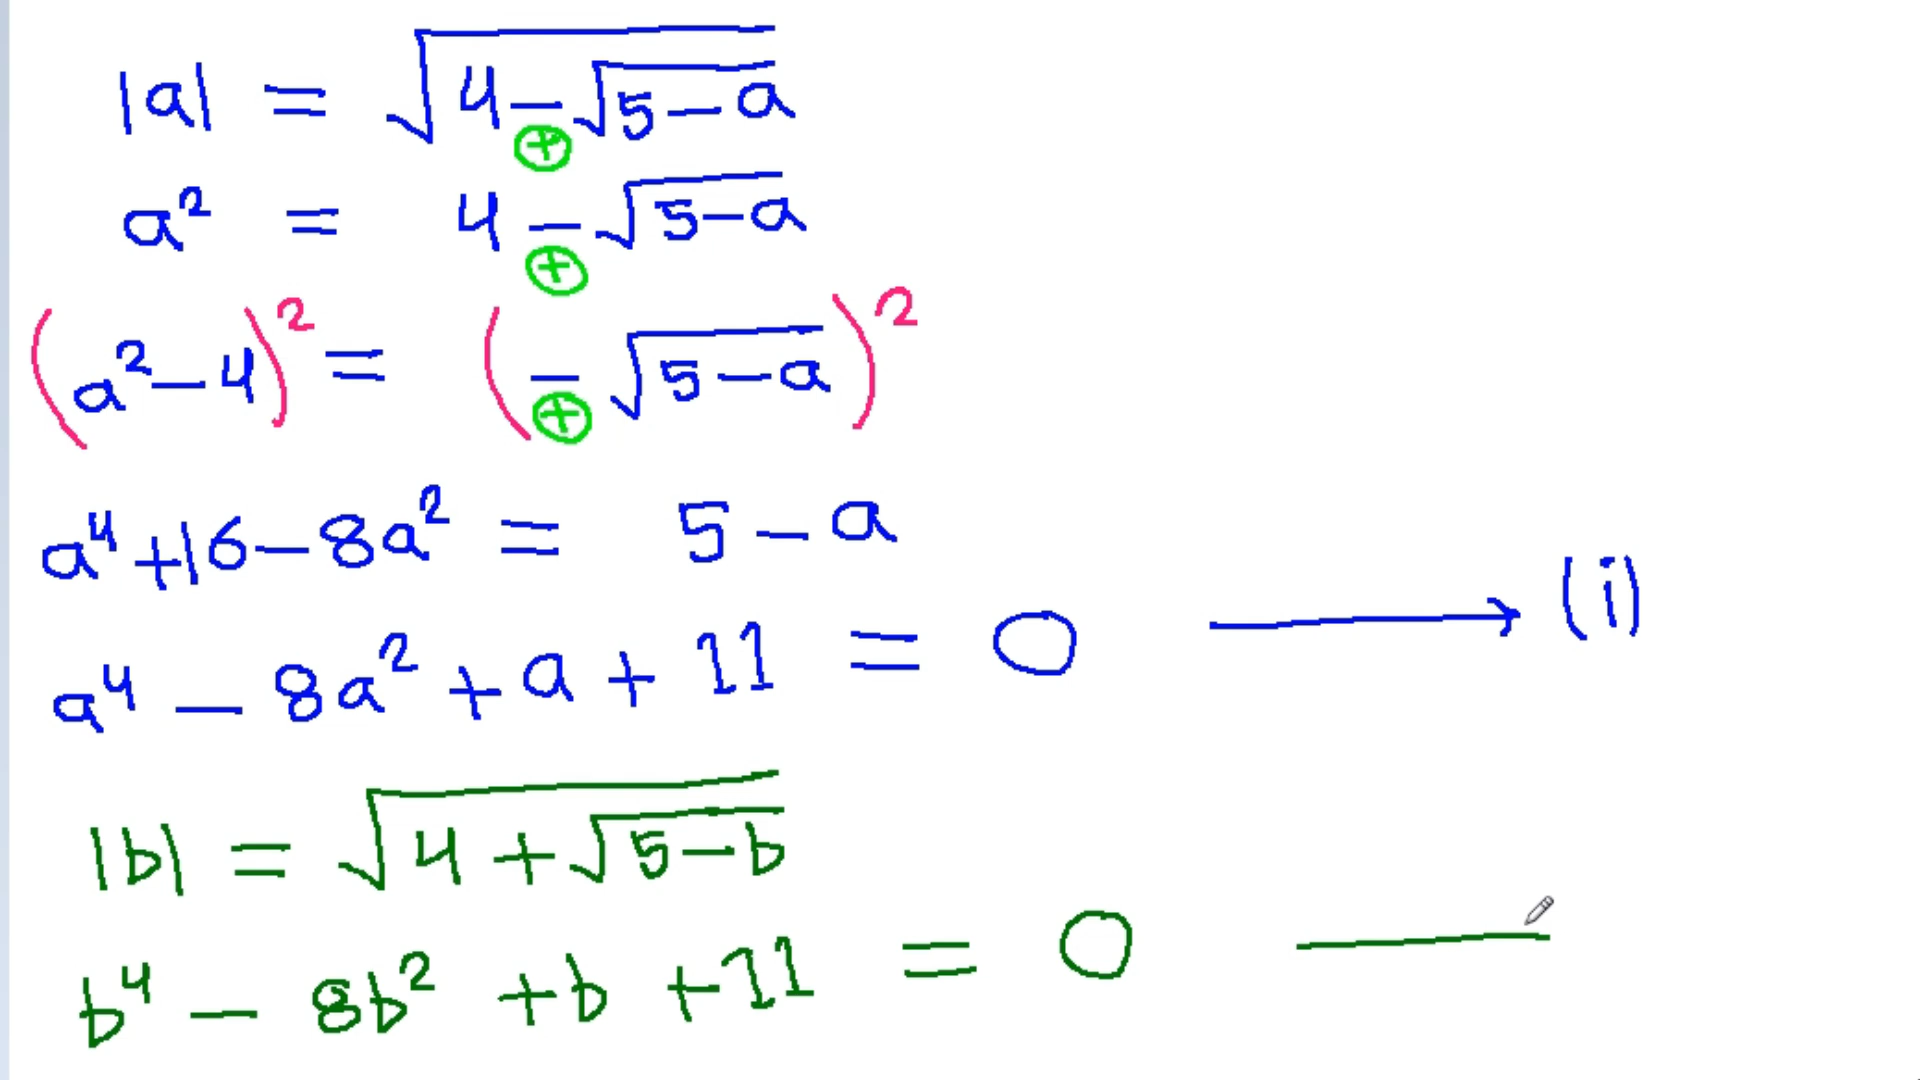 |a| = √(4 - √(5 - a))
⊕
a² = 4 - √(5-a)
⊕
(a² - 4)² = (- √(5-a))²
⊕
a⁴ + 16 - 8a² = 5 - a
a⁴ - 8a² + a + 11 = 0 → (i)
|b| = √(4 + √(5-b))
b⁴ - 8b² + b + 11 = 0 —